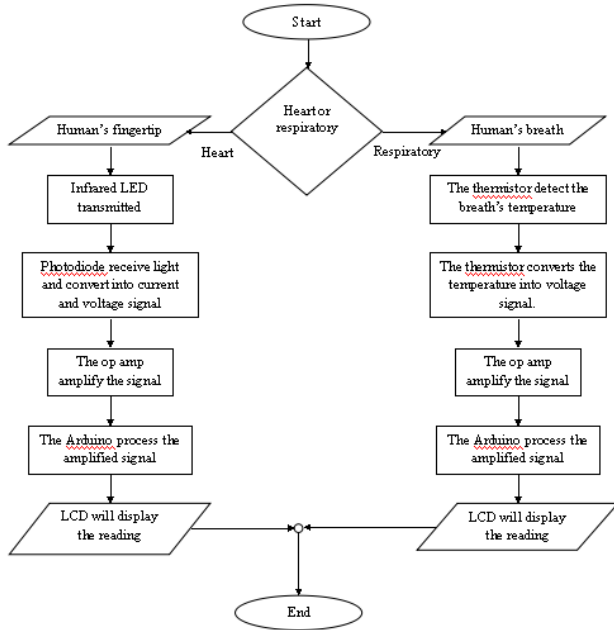 Start
Heart or
respiratory
Heart
Respiratory
Human's fingertip
Infrared LED
transmitted
Photodiode receive light
and convert into current
and voltage signal
The op amp
amplify the signal
The Arduino process the
amplified signal
LCD will display
the reading
Human's breath
The thermistor detect the
breath's temperature
The thermistor converts the
temperature into voltage
signal.
The op amp
amplify the signal
The Arduino process the
amplified signal
LCD will display
the reading
End